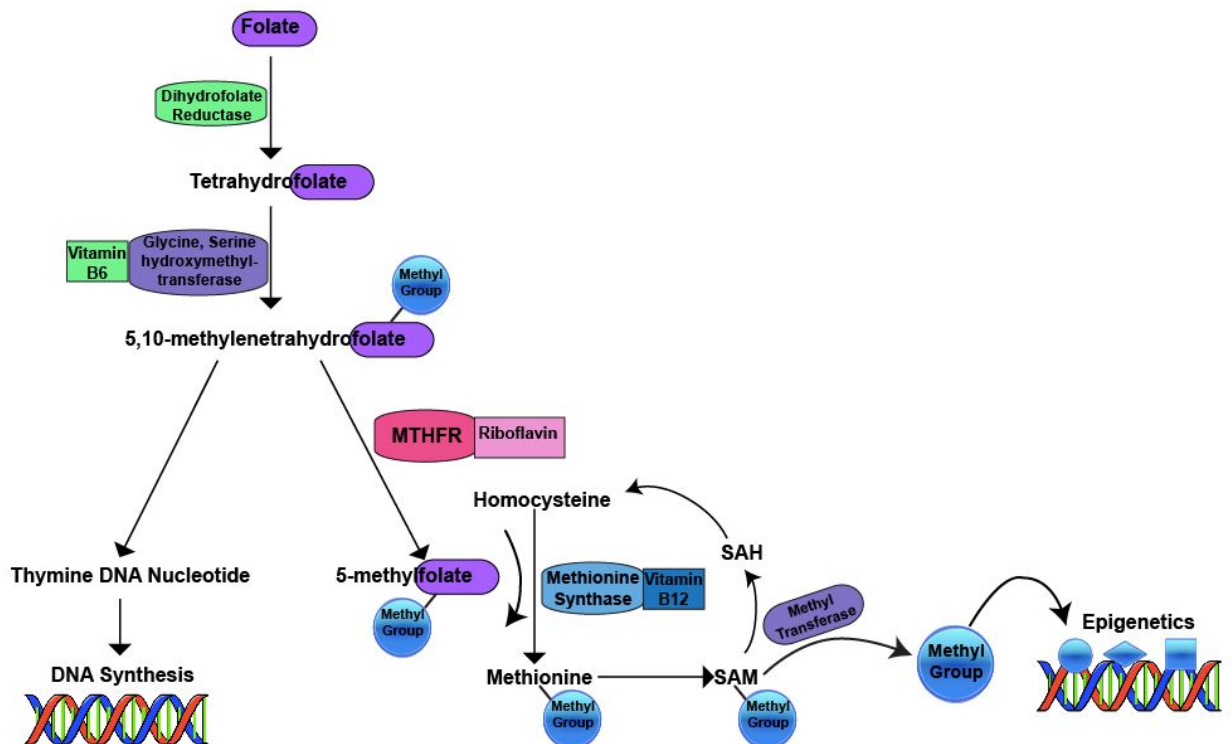 Folate
Dihydrofolate
Reductase
Tetrahydrofolate
Vitamin
B6
Glycine, Serine
hydroxymethyl-
transferase
Methyl
Group
5,10-methylenetrahydrofolate
MTHFR
Riboflavin
Homocysteine
SAH
Thymine DNA Nucleotide
5-methylfolate
Methyl
Group
Methionine
Synthase
Vitamin
B12
Methyl
Transferase
DNA Synthesis
Methionine
Methyl
Group
SAM
Methyl
Group
Methyl
Group
Epigenetics